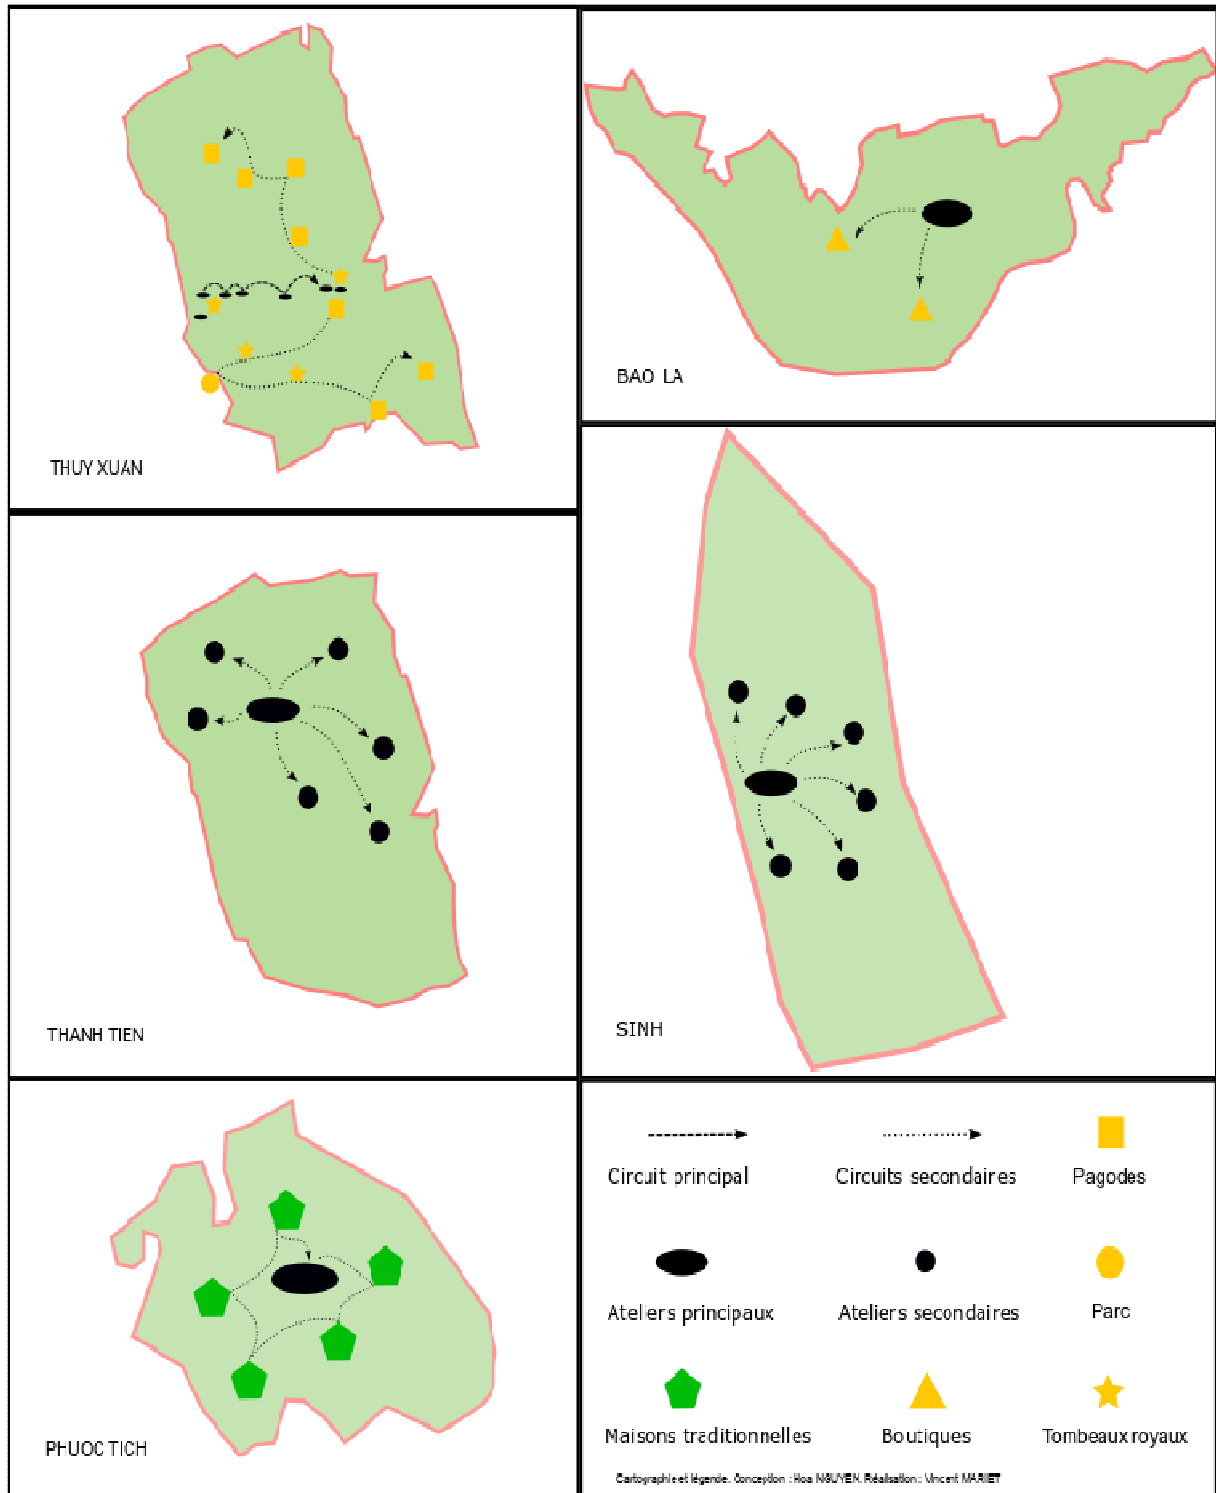 THUY XUAN
BAO LA
THANH TIEN
SINH
PHUOC TICH
Circuit principal
Circuits secondaires
Pagodes
Ateliers principaux
Ateliers secondaires
Parc
Maisons traditionnelles
Boutiques
Tombeaux royaux
Cartographie et légende. Conception : Hoa NGUYEN. Réalisation : Vincent MARIET